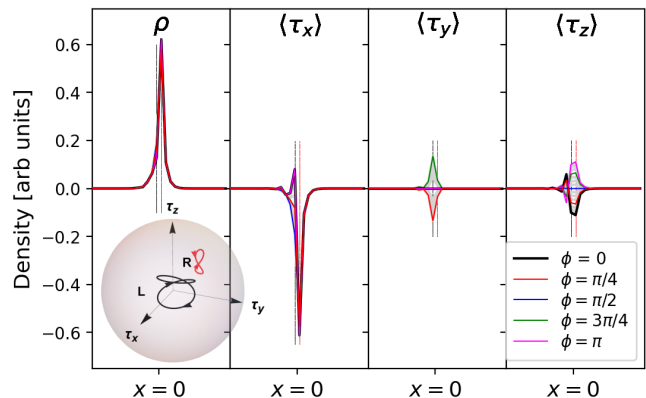 ρ ⟨τx⟩ ⟨τy⟩ ⟨τz⟩
Density [arb units]
0.6
0.4
0.2
0.0
−0.2
−0.4
−0.6
τz
R
L
τy
τx
ϕ = 0
ϕ = π/4
ϕ = π/2
ϕ = 3π/4
ϕ = π
x = 0 x = 0 x = 0 x = 0